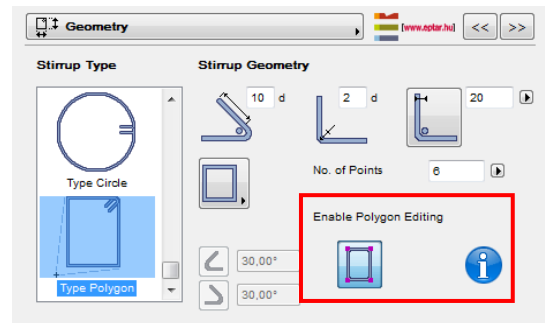 Geometry
[www.eptar.hu]
<<
>>
Stirrup Type
Stirrup Geometry
10 d
2 d
20
Type Circle
No. of Points
6
Enable Polygon Editing
Type Polygon
30,00°
30,00°